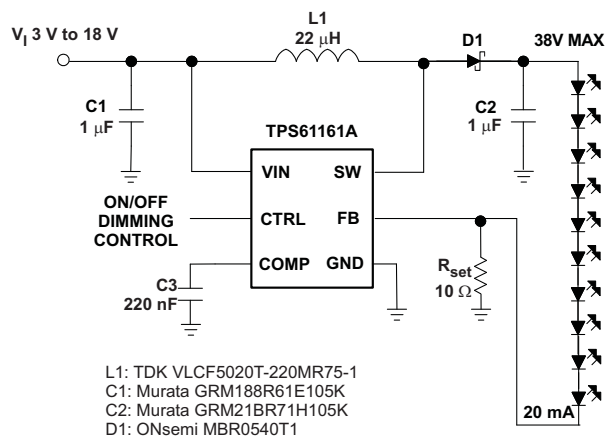 L1
22 µH
V_I 3 V to 18 V
D1
38V MAX
C1
1 µF
C2
1 µF
TPS61161A
VIN SW
ON/OFF
DIMMING
CONTROL
CTRL FB
COMP GND
C3
220 nF
R_set
10 Ω
20 mA
L1: TDK VLCF5020T-220MR75-1
C1: Murata GRM188R61E105K
C2: Murata GRM21BR71H105K
D1: ONsemi MBR0540T1